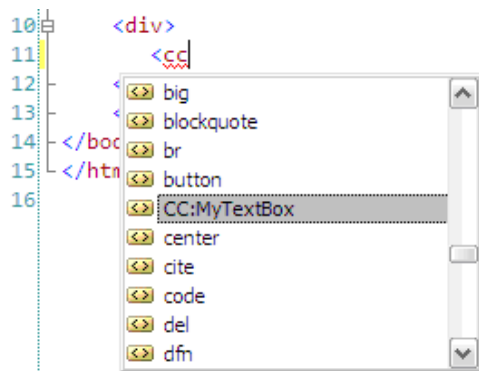 10 <div>
11 <cc
12 <
13 <
14 </boc
15 </htm
16
big
blockquote
br
button
CC:MyTextBox
center
cite
code
del
dfn